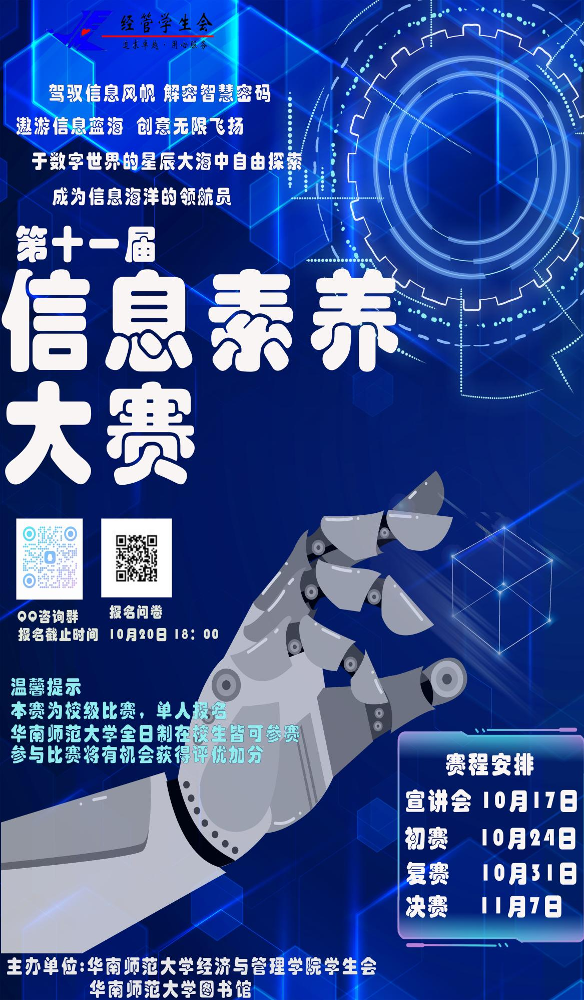 经管学生会
追求卓越·用心服务
驾驭信息风帆 解密智慧密码
遨游信息蓝海 创意无限飞扬
于数字世界的星辰大海中自由探索
成为信息海洋的领航员
第十一届
信息素养
大赛
QQ咨询群
报名问卷
报名截止时间 10月20日 18：00
温馨提示
本赛为校级比赛，单人报名
华南师范大学全日制在校生皆可参赛
参与比赛将有机会获得评优加分
赛程安排
宣讲会 10月17日
初赛 10月24日
复赛 10月31日
决赛 11月7日
主办单位:华南师范大学经济与管理学院学生会
华南师范大学图书馆